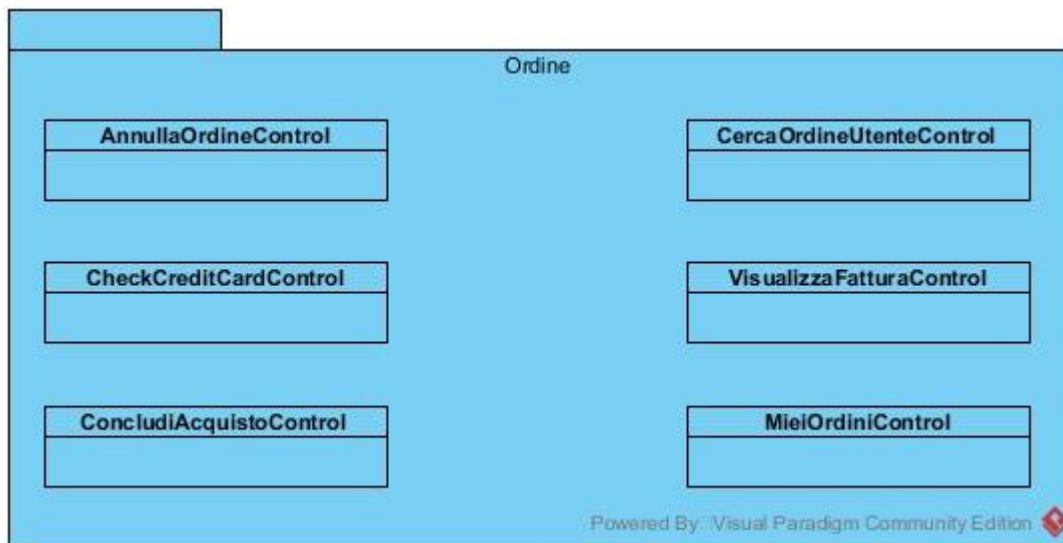 Ordine
AnnullaOrdineControl
CercaOrdineUtenteControl
CheckCreditCardControl
VisualizzaFatturaControl
ConcludiAcquistoControl
MieiOrdiniControl
Powered By Visual Paradigm Community Edition